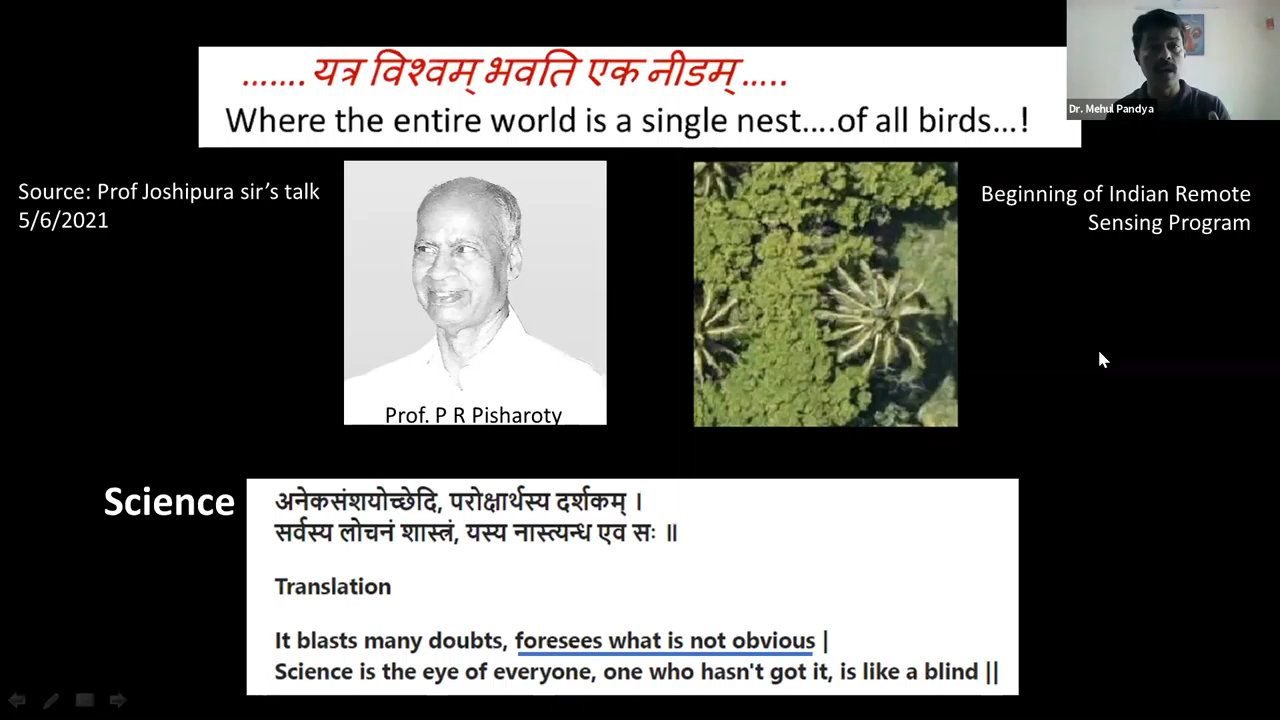 .......यत्र विश्वम् भवति एक नीडम् .....
Where the entire world is a single nest....of all birds...!
Dr. Mehul Pandya
Source: Prof Joshipura sir's talk
5/6/2021
Beginning of Indian Remote
Sensing Program
Prof. P R Pisharoty
Science
अनेकसंशयोच्छेदि, परोक्षार्थस्य दर्शकम् ।
सर्वस्य लोचनं शास्त्रं, यस्य नास्त्यन्ध एव सः ॥
Translation
It blasts many doubts, foresees what is not obvious |
Science is the eye of everyone, one who hasn't got it, is like a blind ||